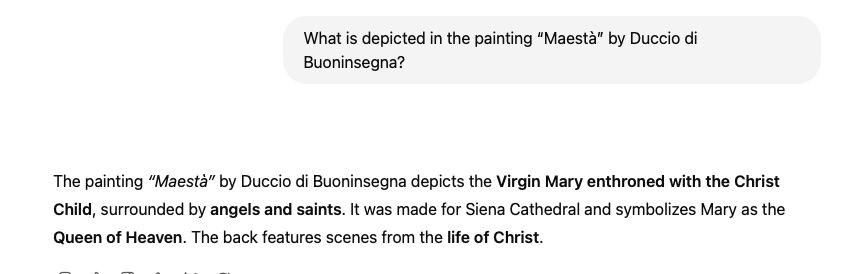 What is depicted in the painting “Maestà” by Duccio di
Buoninsegna?
The painting “Maestà” by Duccio di Buoninsegna depicts the Virgin Mary enthroned with the Christ
Child, surrounded by angels and saints. It was made for Siena Cathedral and symbolizes Mary as the
Queen of Heaven. The back features scenes from the life of Christ.